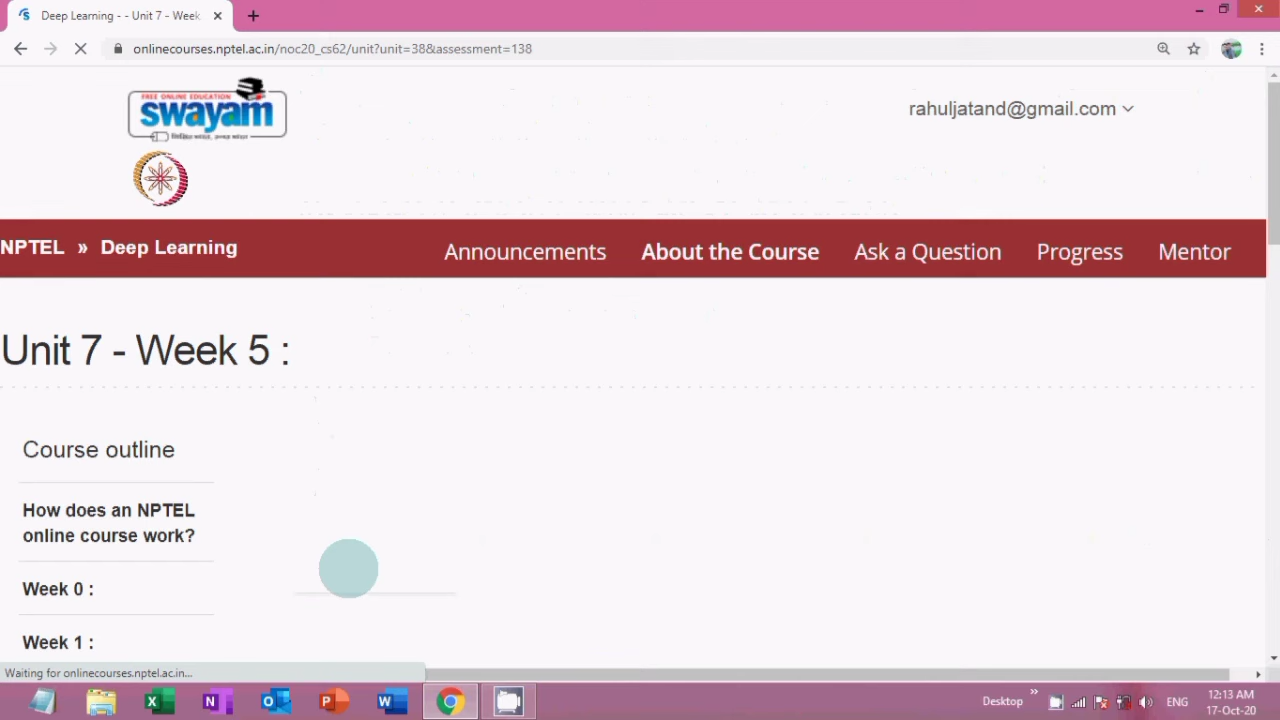 Deep Learning - - Unit 7 - Week
onlinecourses.nptel.ac.in/noc20_cs62/unit?unit=38&assessment=138
FREE ONLINE EDUCATION
swayam
rahuljatand@gmail.com
NPTEL » Deep Learning
Announcements About the Course Ask a Question Progress Mentor
Unit 7 - Week 5 :
Course outline
How does an NPTEL
online course work?
Week 0 :
Week 1 :
Waiting for onlinecourses.nptel.ac.in...
Desktop
ENG
12:13 AM
17-Oct-20